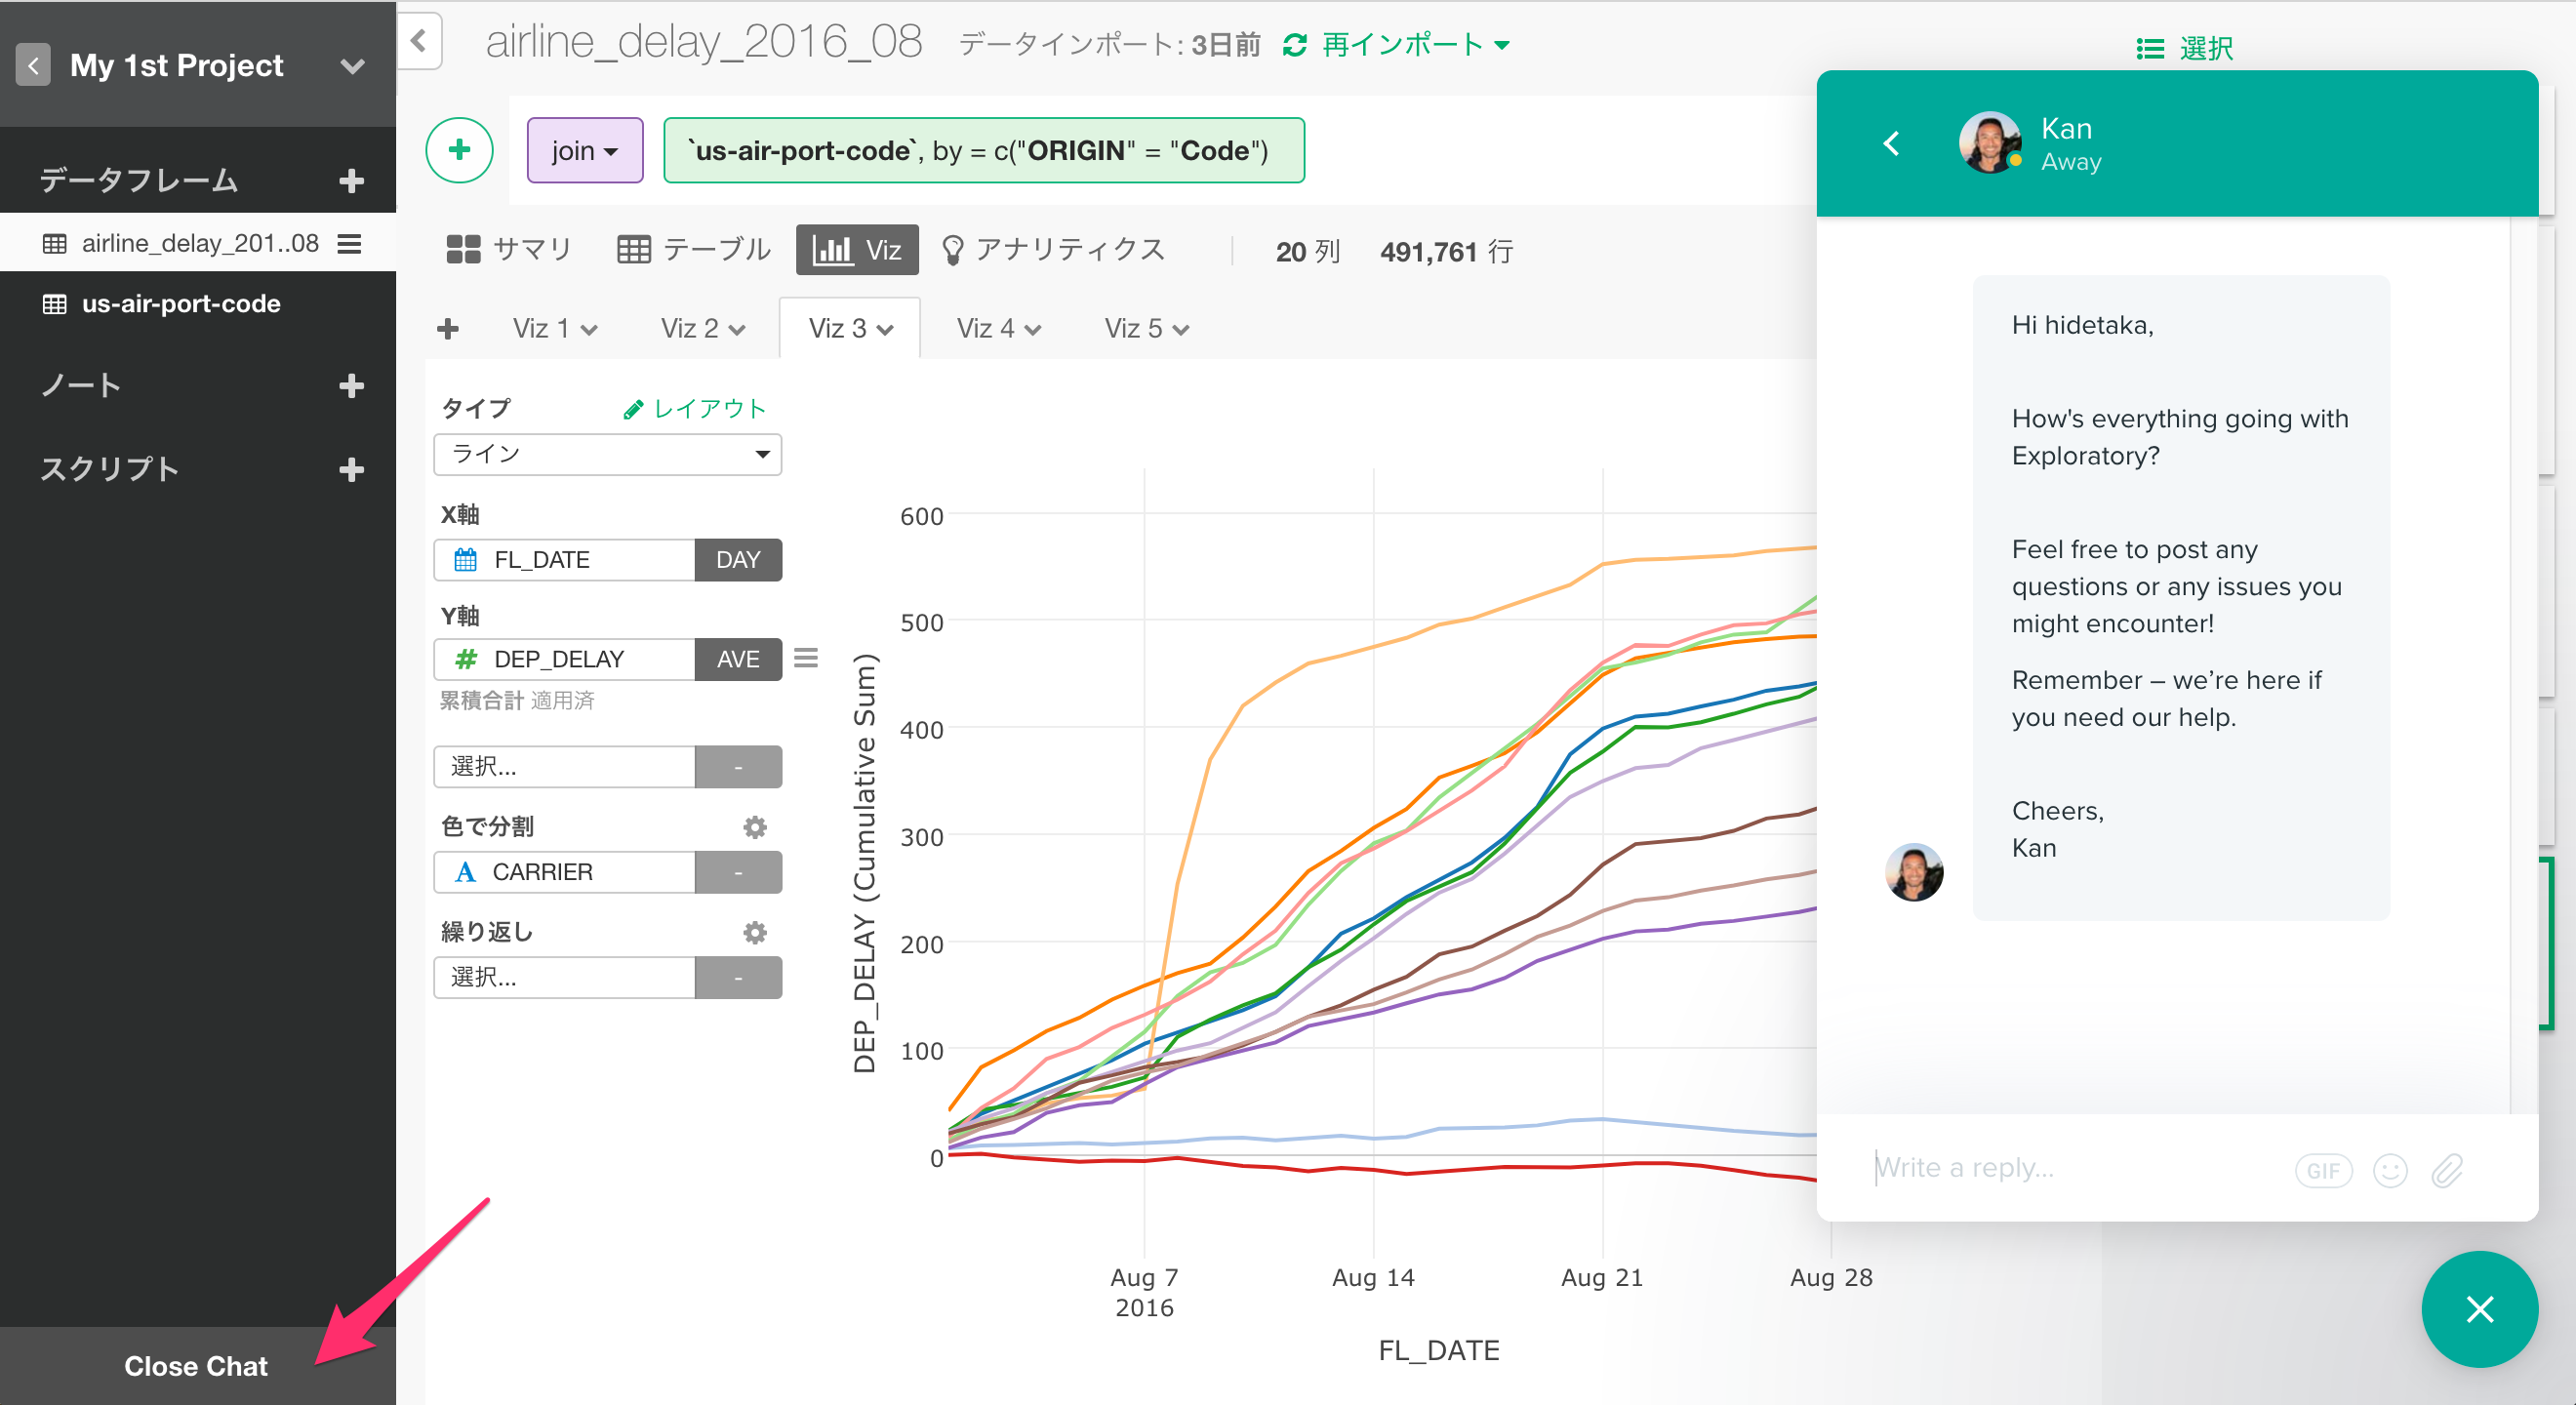 My 1st Project
データフレーム
airline_delay_201..08
us-air-port-code
ノート
スクリプト
Close Chat
airline_delay_2016_08 データインポート: 3日前 再インポート
選択
join
`us-air-port-code`, by = c("ORIGIN" = "Code")
サマリ テーブル Viz アナリティクス 20 列 491,761 行
Viz 1 Viz 2 Viz 3 Viz 4 Viz 5
タイプ レイアウト
ライン
X軸
FL_DATE DAY
Y軸
DEP_DELAY AVE
累積合計 適用済
選択... -
色で分割
CARRIER -
繰り返し
選択... -
DEP_DELAY (Cumulative Sum)
600
500
400
300
200
100
0
Aug 7
2016
Aug 14
Aug 21
Aug 28
FL_DATE
Kan
Away
Hi hidetaka,
How's everything going with
Exploratory?
Feel free to post any
questions or any issues you
might encounter!
Remember – we’re here if
you need our help.
Cheers,
Kan
Write a reply...
GIF